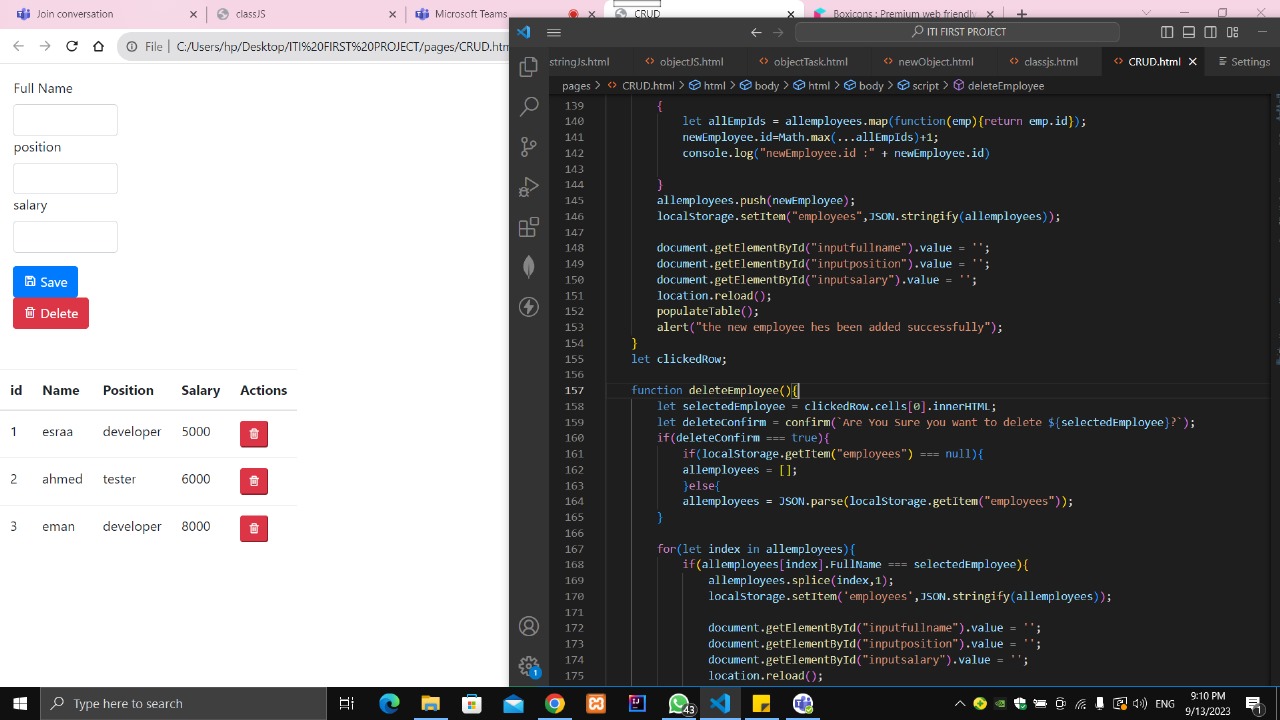 Join conversation
classJS
Microsoft Teams
CRUD
Boxicons : Premium web friendly
File
C:/Users/hp/Desktop/ITI%20FIRST%20PROJECT/pages/CRUD.htm
ITI FIRST PROJECT
stringJs.html
objectJS.html
objectTask.html
newObject.html
classjs.html
CRUD.html
Settings
pages > CRUD.html > html > body > html > body > script > deleteEmployee
Full Name
position
salary
Save
Delete
id Name Position Salary Actions
1 esraa developer 5000
2 ahmed tester 6000
3 eman developer 8000
139 {
140 let allEmpIds = allemployees.map(function(emp){return emp.id});
141 newEmployee.id=Math.max(...allEmpIds)+1;
142 console.log("newEmployee.id :" + newEmployee.id)
143
144 }
145 allemployees.push(newEmployee);
146 localStorage.setItem("employees",JSON.stringify(allemployees));
147
148 document.getElementById("inputfullname").value = '';
149 document.getElementById("inputposition").value = '';
150 document.getElementById("inputsalary").value = '';
151 location.reload();
152 populateTable();
153 alert("the new employee hes been added successfully");
154 }
155 let clickedRow;
156
157 function deleteEmployee(){
158 let selectedEmployee = clickedRow.cells[0].innerHTML;
159 let deleteConfirm = confirm(`Are You Sure you want to delete ${selectedEmployee}?`);
160 if(deleteConfirm === true){
161 if(localStorage.getItem("employees") === null){
162 allemployees = [];
163 }else{
164 allemployees = JSON.parse(localStorage.getItem("employees"));
165 }
166
167 for(let index in allemployees){
168 if(allemployees[index].FullName === selectedEmployee){
169 allemployees.splice(index,1);
170 localStorage.setItem('employees',JSON.stringify(allemployees));
171
172 document.getElementById("inputfullname").value = '';
173 document.getElementById("inputposition").value = '';
174 document.getElementById("inputsalary").value = '';
175 location.reload();
1
Type here to search
43
ENG
9:10 PM
9/13/2023
1